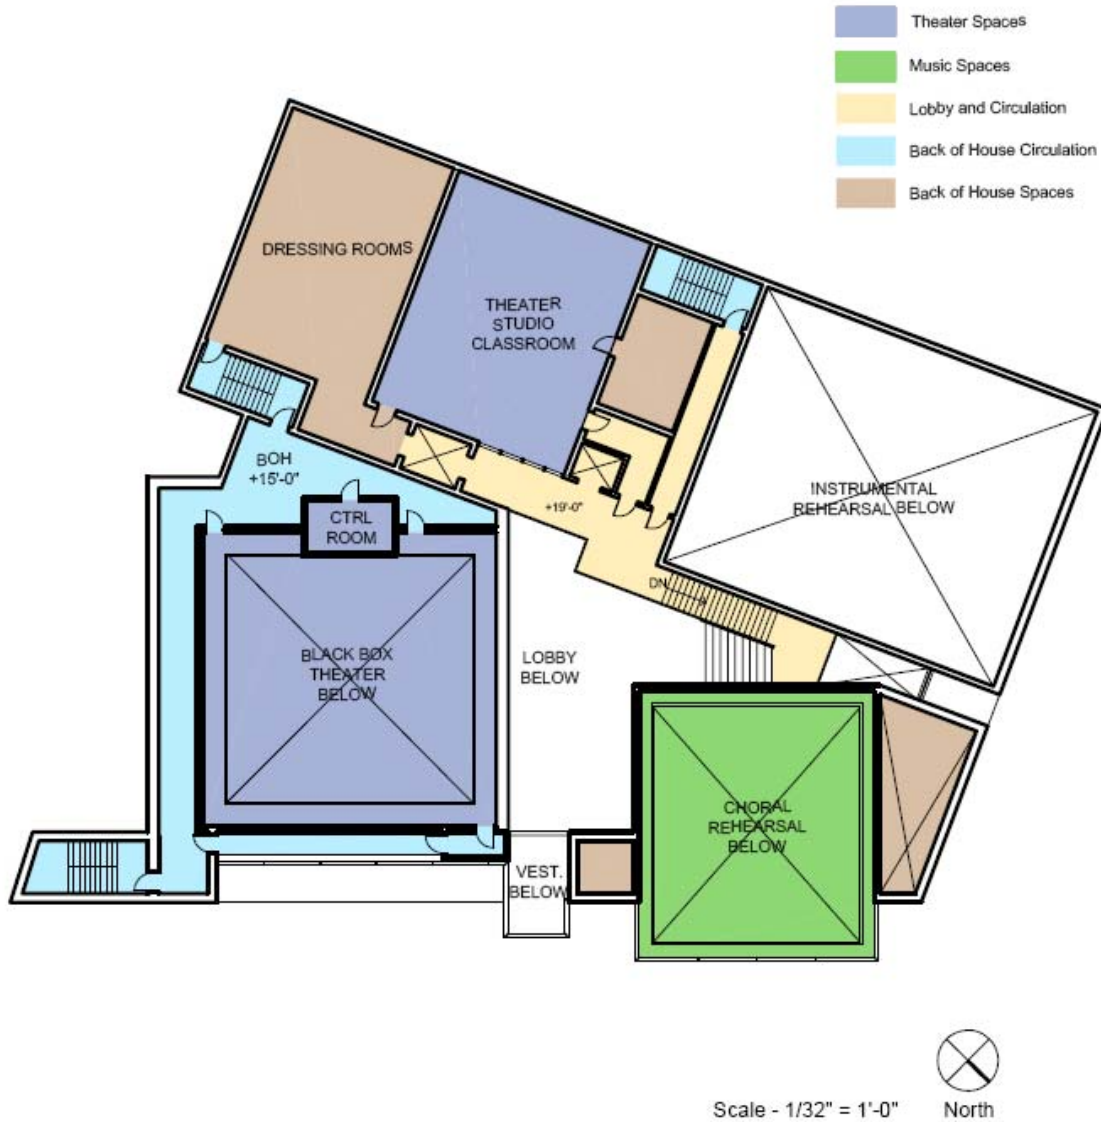 Theater Spaces
Music Spaces
Lobby and Circulation
Back of House Circulation
Back of House Spaces
DRESSING ROOMS
THEATER
STUDIO
CLASSROOM
BOH
+15'-0"
CTRL
ROOM
+19'-0"
INSTRUMENTAL
REHEARSAL BELOW
DN
BLACK BOX
THEATER
BELOW
LOBBY
BELOW
CHORAL
REHEARSAL
BELOW
VEST.
BELOW
Scale - 1/32" = 1'-0"
North